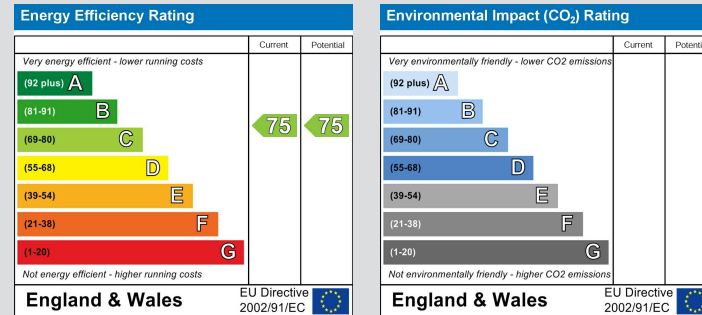 Energy Efficiency Rating
Current Potential
Very energy efficient - lower running costs
(92 plus) A
(81-91) B
(69-80) C
75 75
(55-68) D
(39-54) E
(21-38) F
(1-20) G
Not energy efficient - higher running costs
England & Wales
EU Directive
2002/91/EC
Environmental Impact (CO₂) Rating
Current Potenti
Very environmentally friendly - lower CO2 emissions
(92 plus) A
(81-91) B
(69-80) C
(55-68) D
(39-54) E
(21-38) F
(1-20) G
Not environmentally friendly - higher CO2 emissions
England & Wales
EU Directive
2002/91/EC